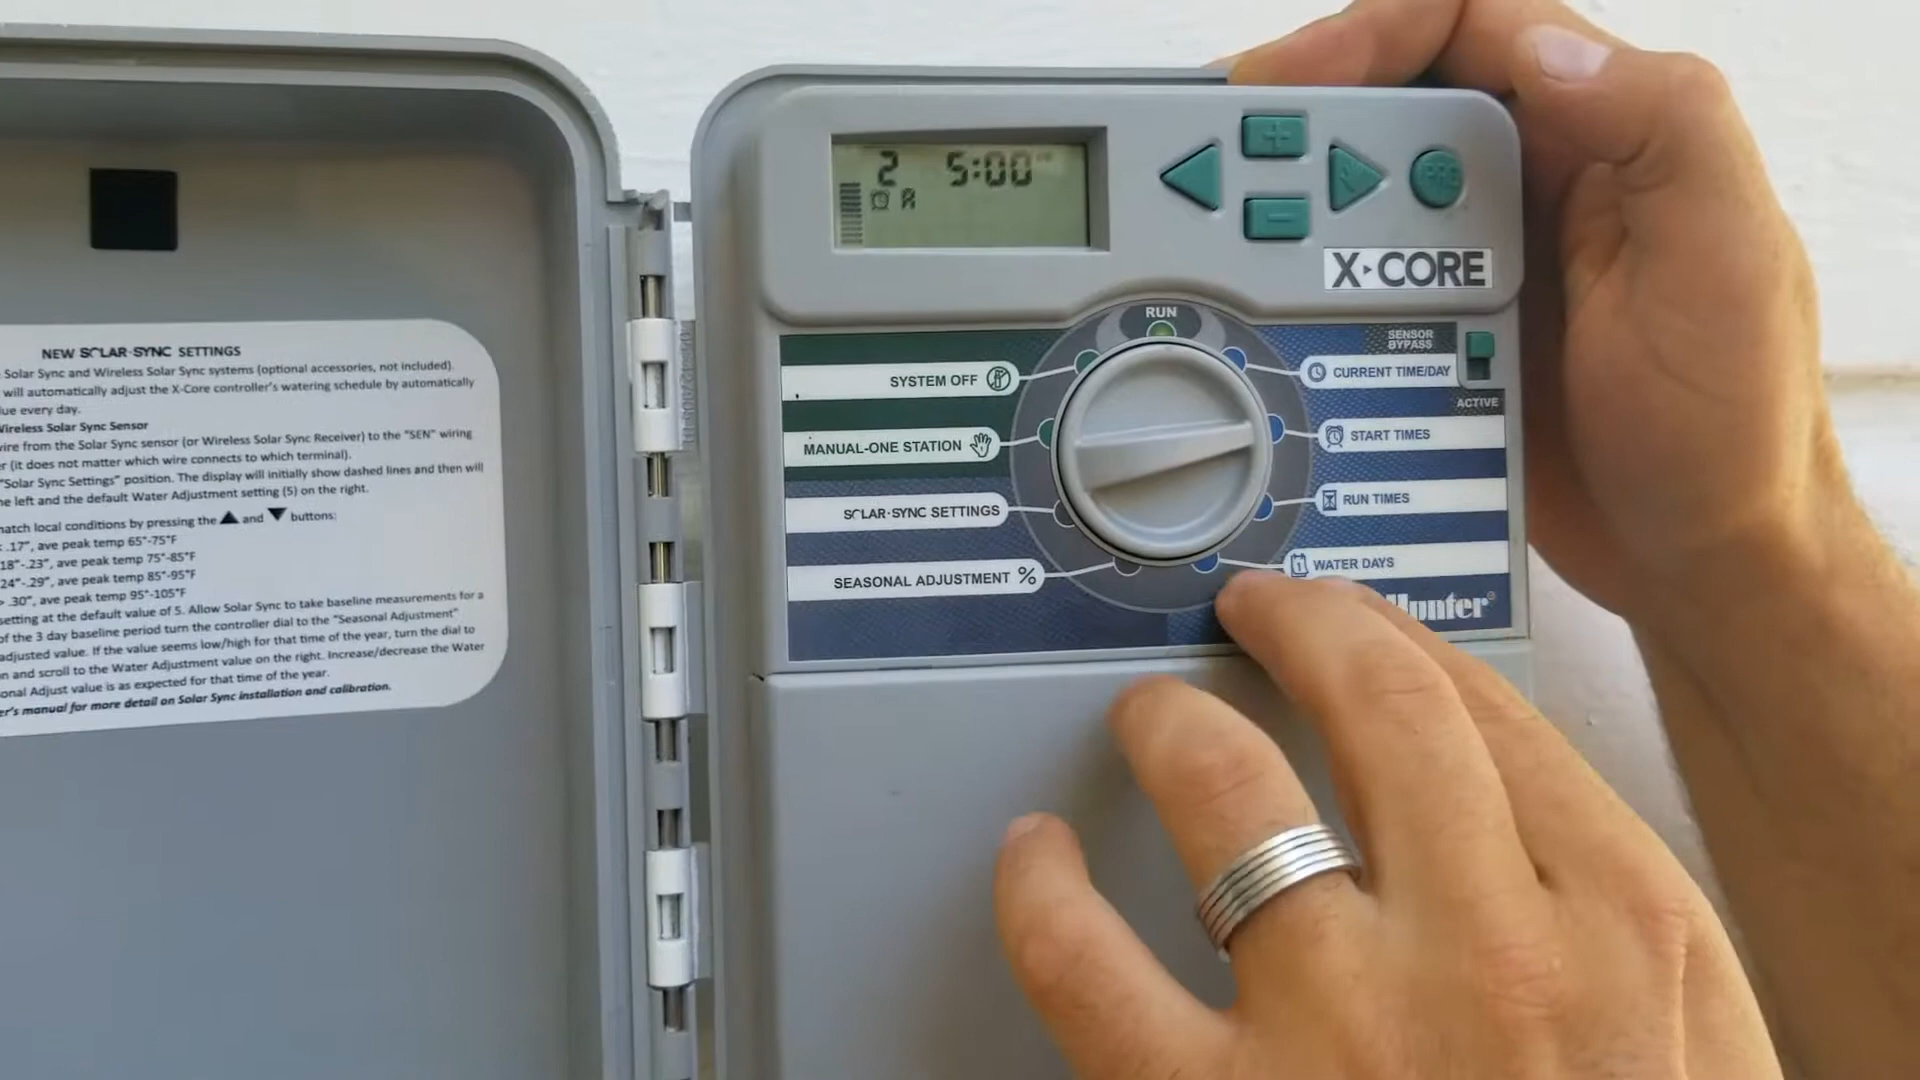 NEW SOLAR-SYNC SETTINGS
Solar Sync and Wireless Solar Sync systems (optional accessories, not included).
will automatically adjust the X-Core controller's watering schedule by automatically
ue every day.
Wireless Solar Sync Sensor
wire from the Solar Sync sensor (or Wireless Solar Sync Receiver) to the "SEN" wiring
r (it does not matter which wire connects to which terminal).
"Solar Sync Settings" position. The display will initially show dashed lines and then will
ne left and the default Water Adjustment setting (5) on the right.
natch local conditions by pressing the ▲ and ▼ buttons:
.17", ave peak temp 65°-75°F
18"-.23", ave peak temp 75°-85°F
24"-.29", ave peak temp 85°-95°F
> .30", ave peak temp 95°-105°F
setting at the default value of 5. Allow Solar Sync to take baseline measurements for a
of the 3 day baseline period turn the controller dial to the "Seasonal Adjustment"
adjusted value. If the value seems low/high for that time of the year, turn the dial to
n and scroll to the Water Adjustment value on the right. Increase/decrease the Water
onal Adjust value is as expected for that time of the year.
er's manual for more detail on Solar Sync installation and calibration.
2 5:00
A
+
-
PRG
X-CORE
RUN
SYSTEM OFF
MANUAL-ONE STATION
SOLAR-SYNC SETTINGS
SEASONAL ADJUSTMENT %
SENSOR
BYPASS
CURRENT TIME/DAY
ACTIVE
START TIMES
RUN TIMES
1 WATER DAYS
Hunter®